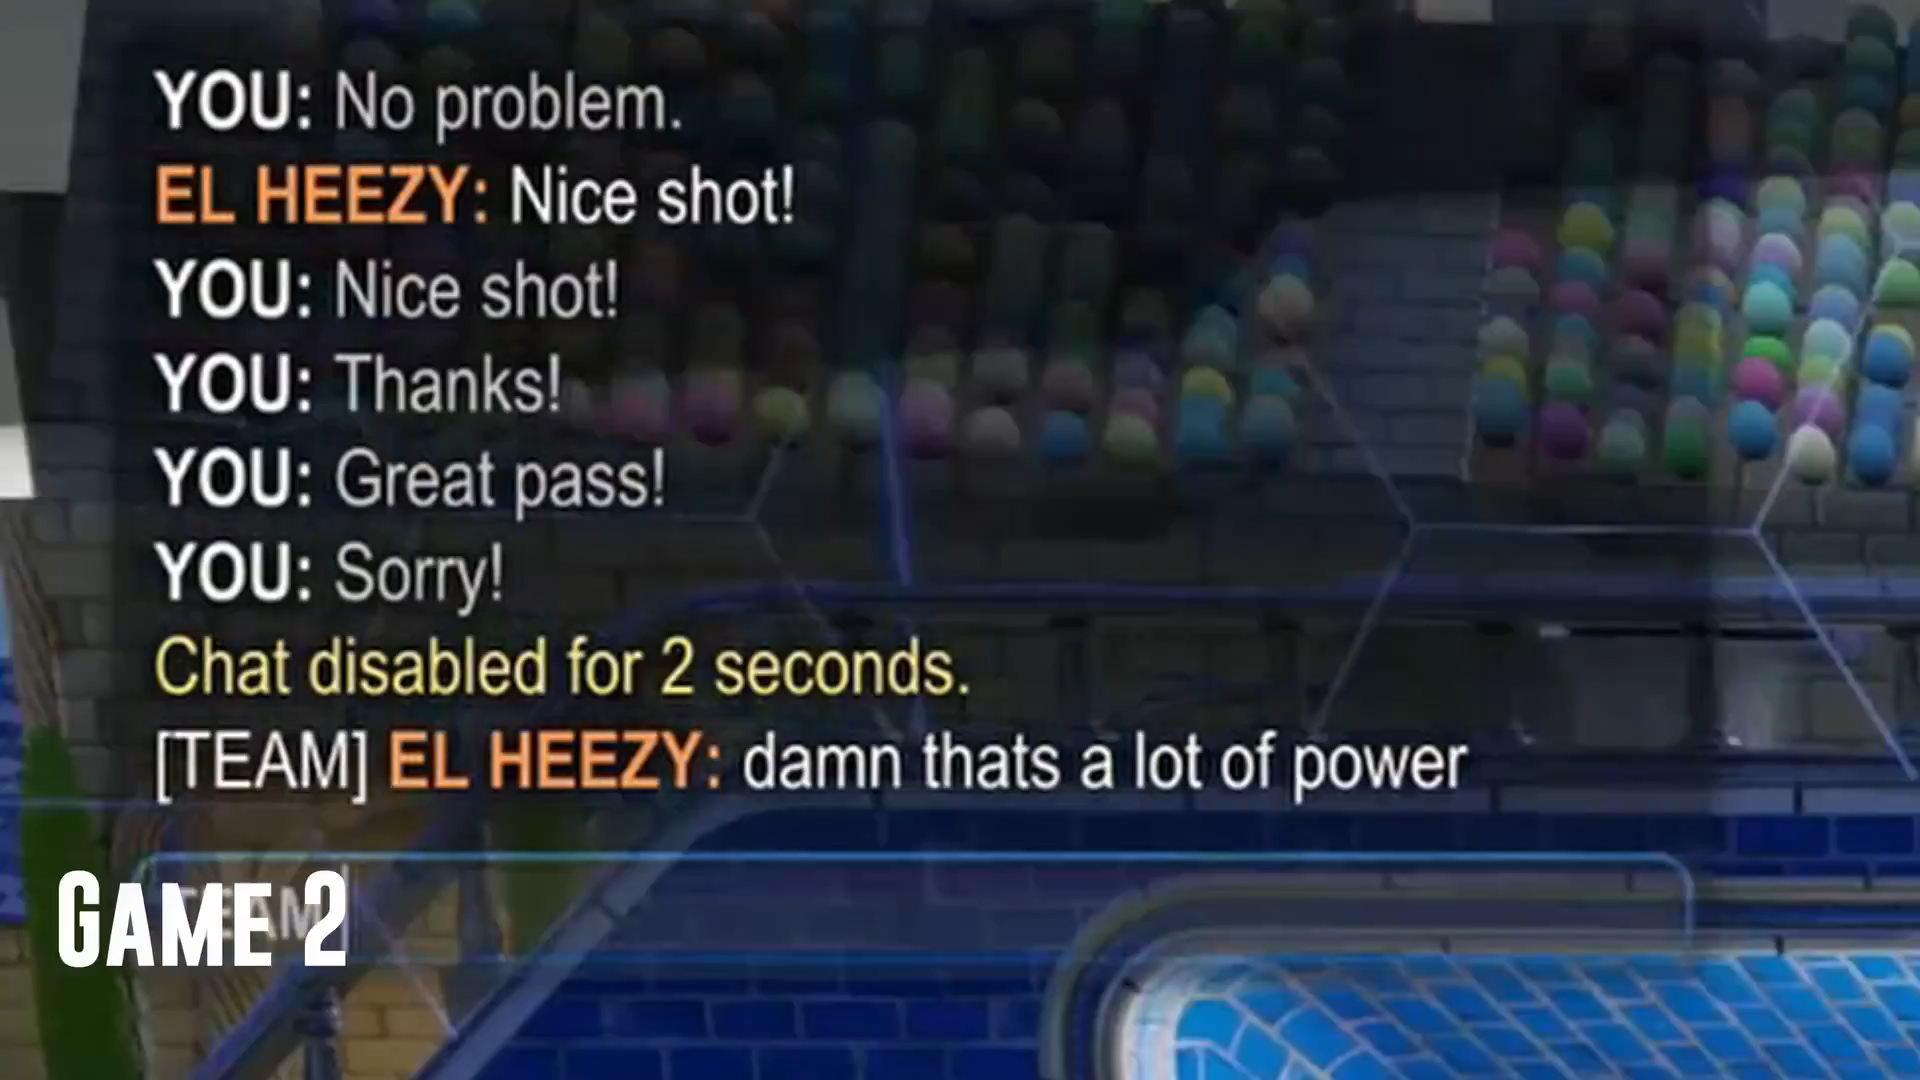 YOU: No problem.
EL HEEZY: Nice shot!
YOU: Nice shot!
YOU: Thanks!
YOU: Great pass!
YOU: Sorry!
Chat disabled for 2 seconds.
[TEAM] EL HEEZY: damn thats a lot of power
TEAM
GAME 2